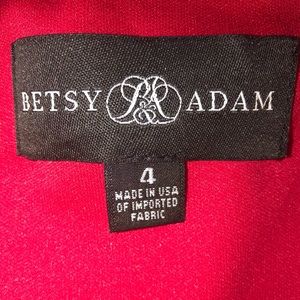 BETSY B&A ADAM
4
MADE IN USA
OF IMPORTED
FABRIC